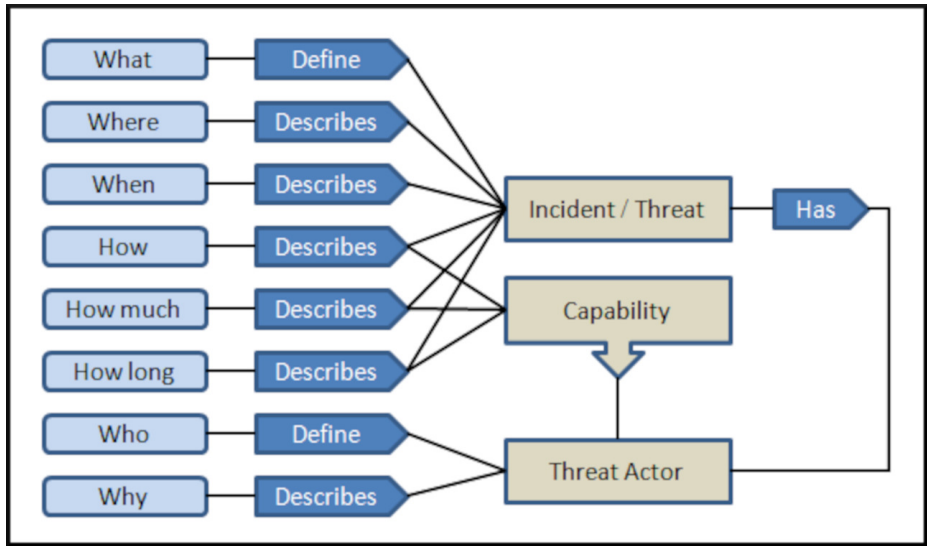 What
Define
Where
Describes
When
Describes
Incident / Threat
Has
How
Describes
How much
Describes
Capability
How long
Describes
Who
Define
Threat Actor
Why
Describes